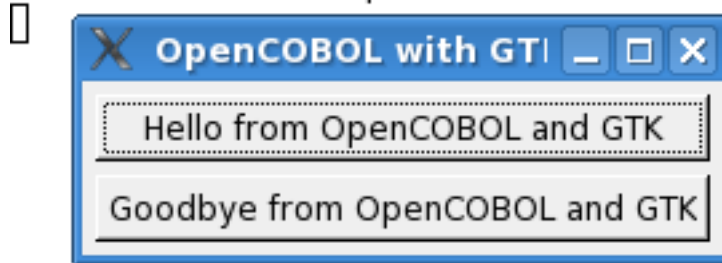 OpenCOBOL with GT
Hello from OpenCOBOL and GTK
Goodbye from OpenCOBOL and GTK